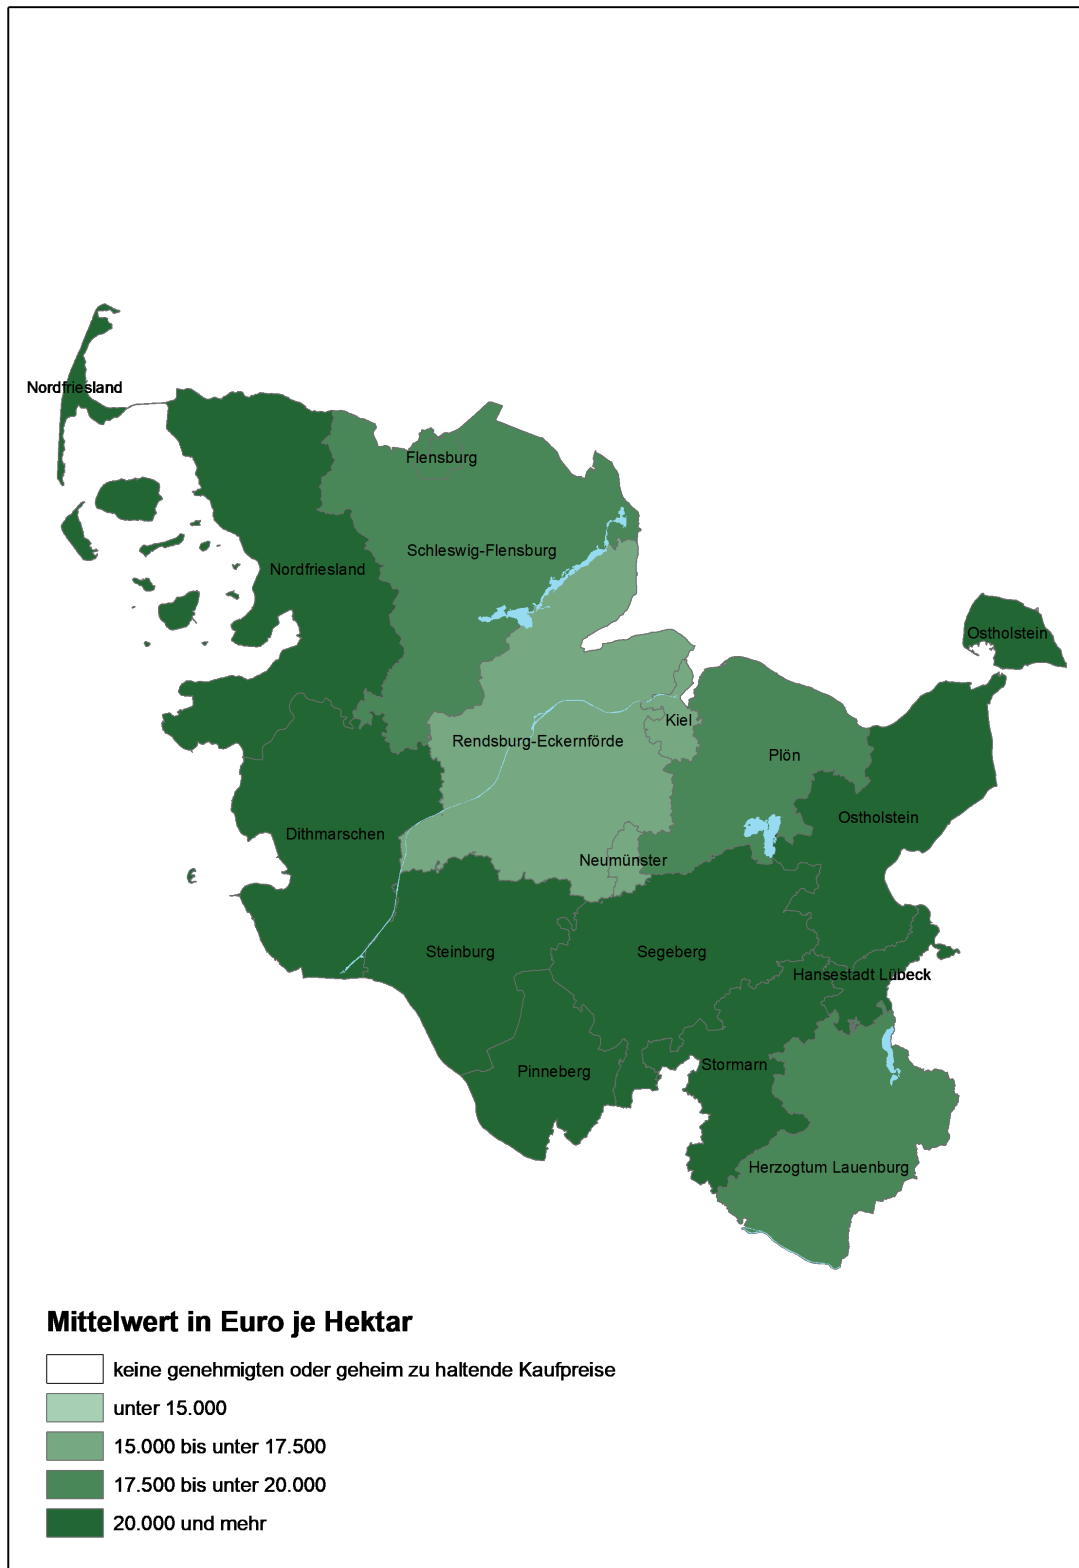 Nordfriesland
Flensburg
Schleswig-Flensburg
Nordfriesland
Ostholstein
Kiel
Rendsburg-Eckernförde
Plön
Ostholstein
Dithmarschen
Neumünster
Steinburg
Segeberg
Hansestadt Lübeck
Stormarn
Pinneberg
Herzogtum Lauenburg
Mittelwert in Euro je Hektar
keine genehmigten oder geheim zu haltende Kaufpreise
unter 15.000
15.000 bis unter 17.500
17.500 bis unter 20.000
20.000 und mehr